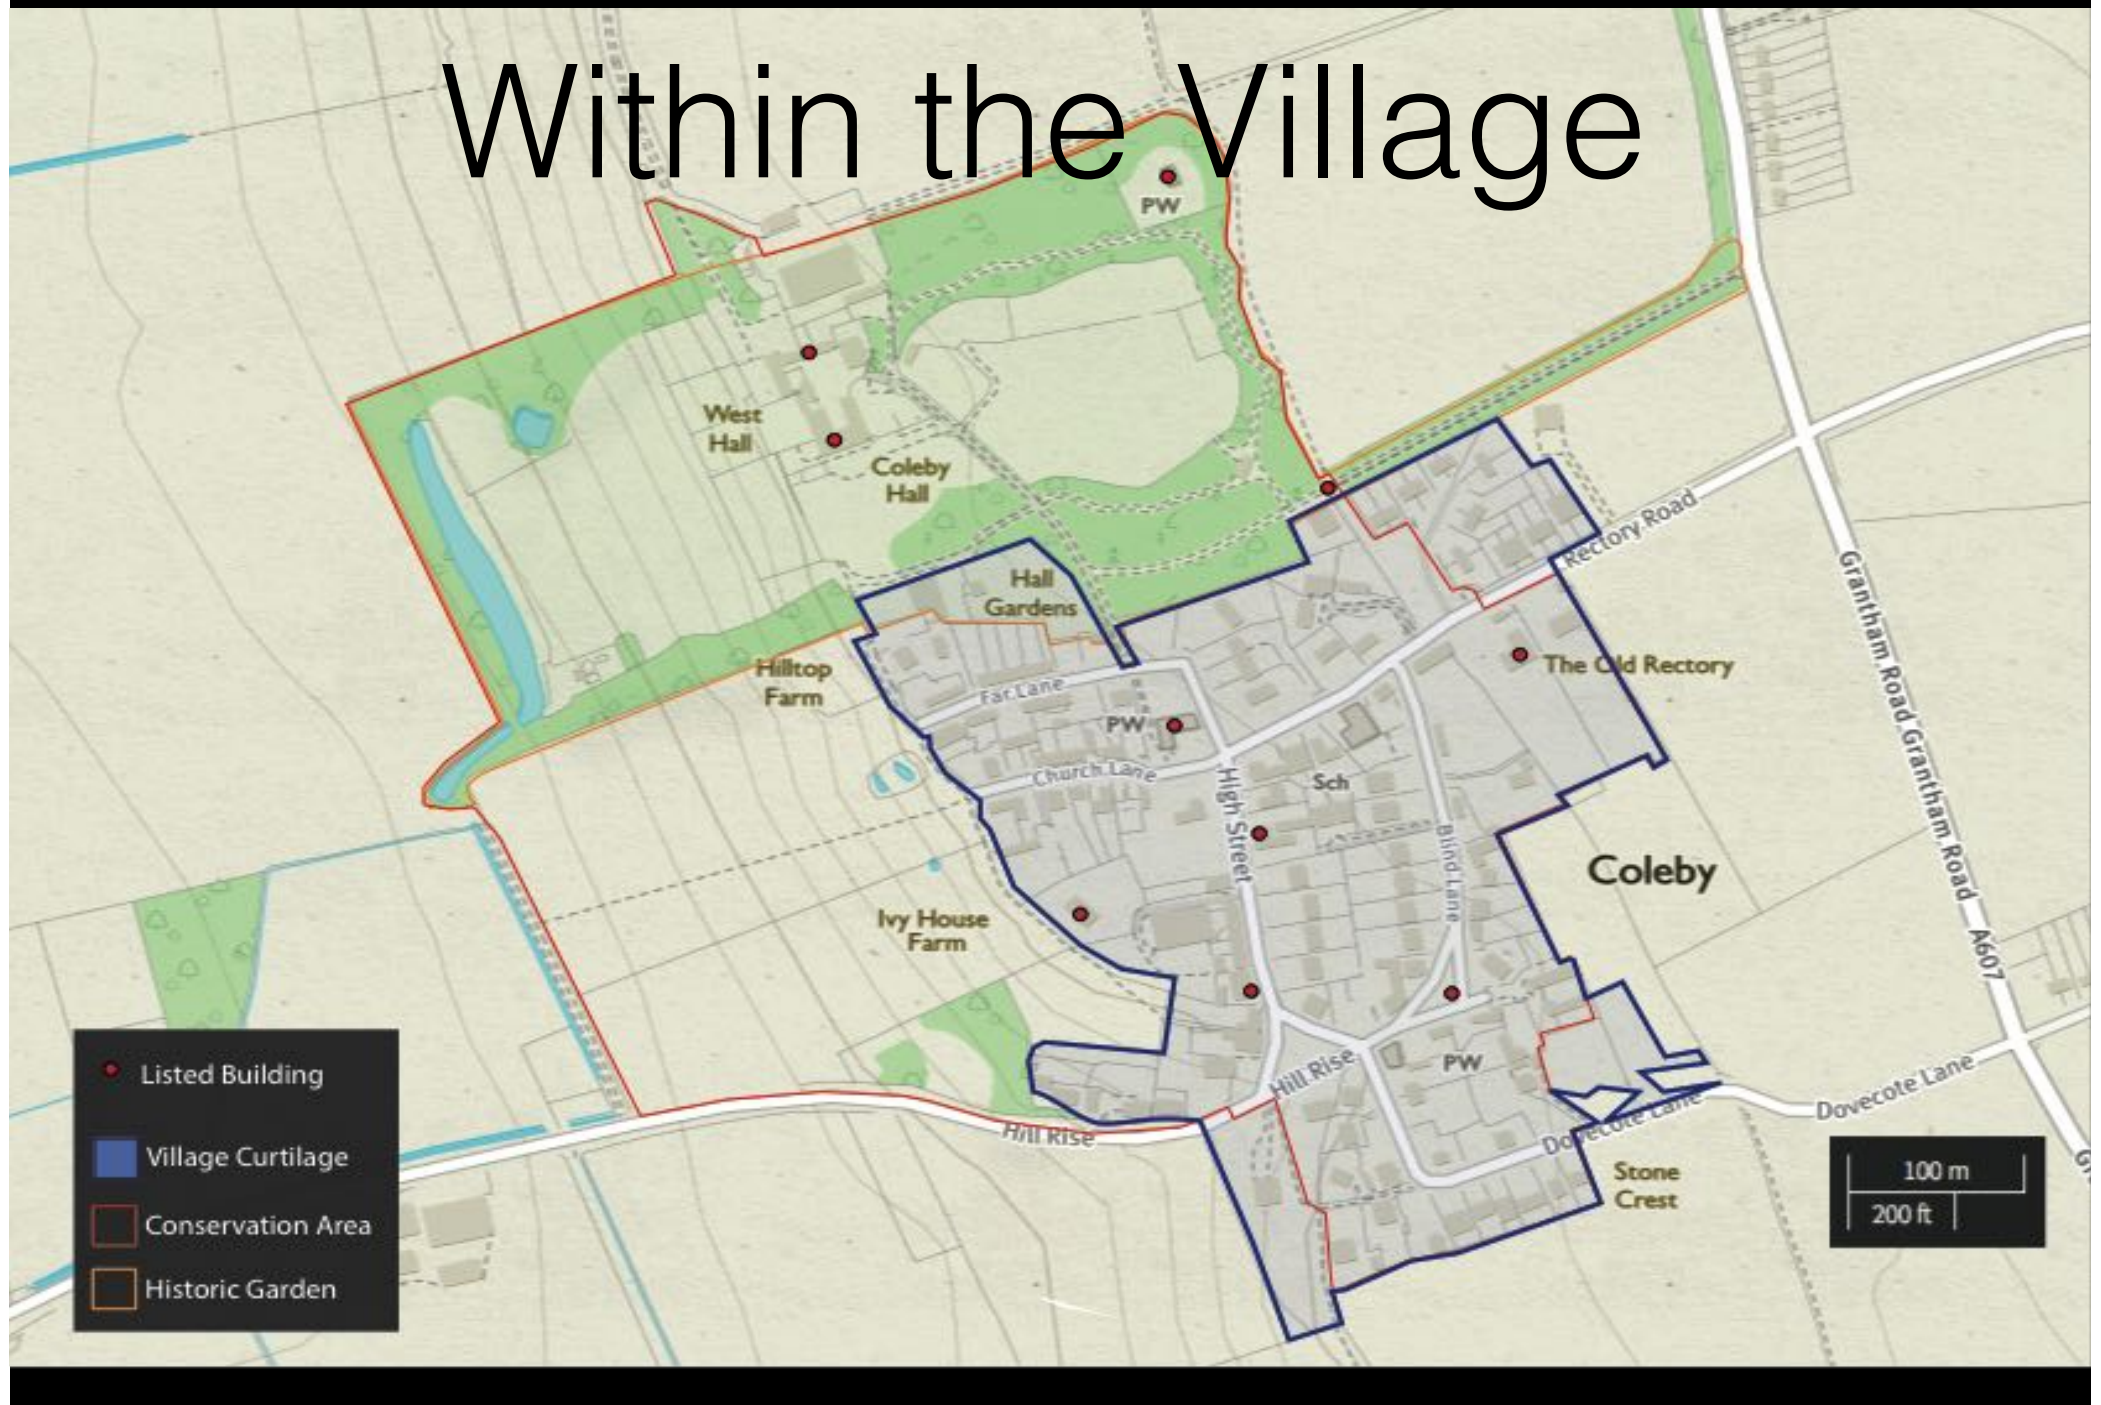 Within the Village
PW
West
Hall
Coleby
Hall
Rectory Road
Hall
Gardens
Hilltop
Farm
Far Lane
The Old Rectory
PW
Church Lane
High Street
Sch
Blind Lane
Coleby
Ivy House
Farm
Grantham Road
Grantham Road
Grantham Road
A607
PW
Hill Rise
Hill Rise
Dovecote Lane
Dovecote Lane
Stone
Crest
Listed Building
Village Curtilage
Conservation Area
Historic Garden
100 m
200 ft